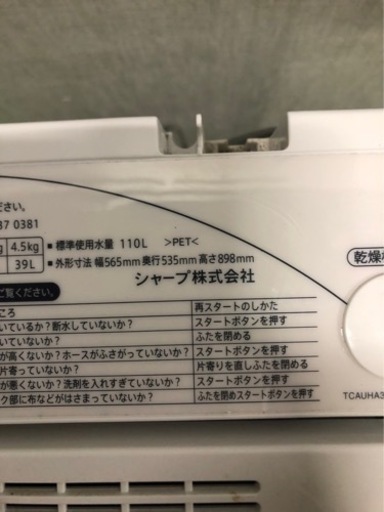 ださい。
37 0381
4.5kg
39L
■標準使用水量 110L >PET<
■外形寸法 幅565mm奥行535mm高さ898mm
シャープ株式会社
ご覧ください。
乾燥
ころ 再スタートのしかた
いているか？断水していないか？ スタートボタンを押す
いていないか？ ふたを閉める
が高くないか？ホースがふさがっていないか？ スタートボタンを押す
片寄っていないか？ 片寄りを直しふたを閉める
が悪くないか？洗剤を入れすぎていないか？ スタートボタンを押す
ク部に布などがはさまっていないか？ ふたを閉めスタートボタンを押す
TCAUHA3